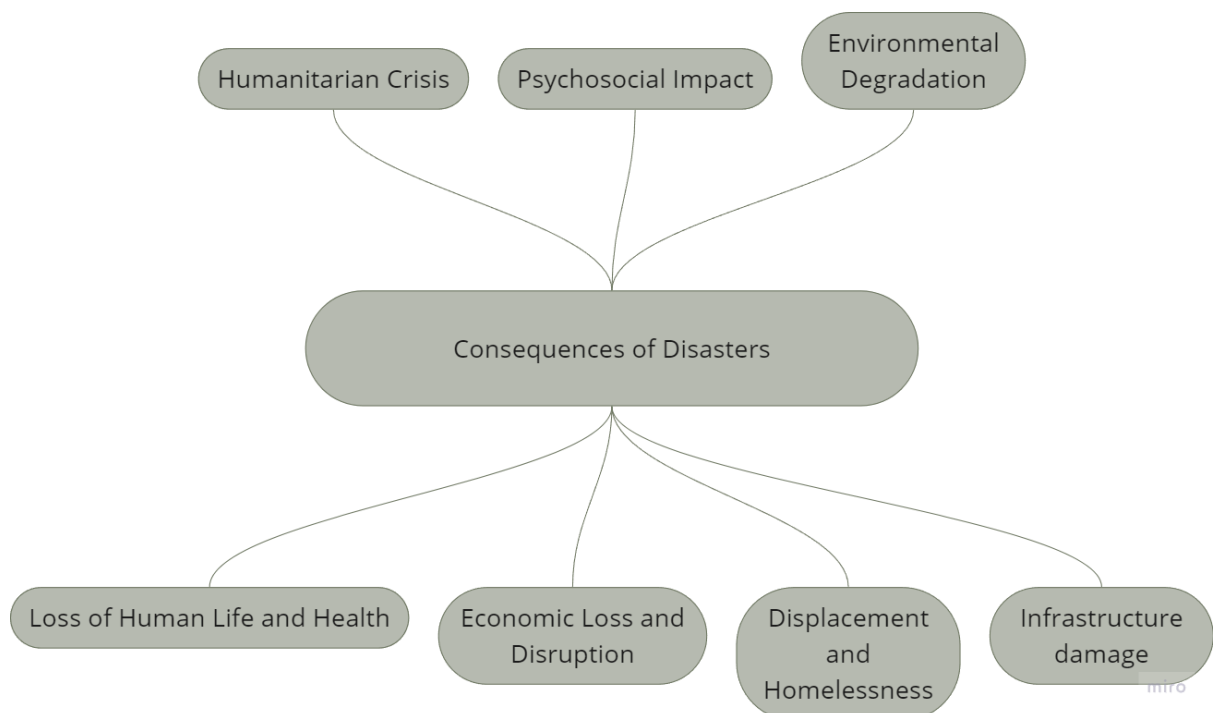 Humanitarian Crisis
Psychosocial Impact
Environmental
Degradation
Consequences of Disasters
Loss of Human Life and Health
Economic Loss and
Disruption
Displacement
and
Homelessness
Infrastructure
damage
miro